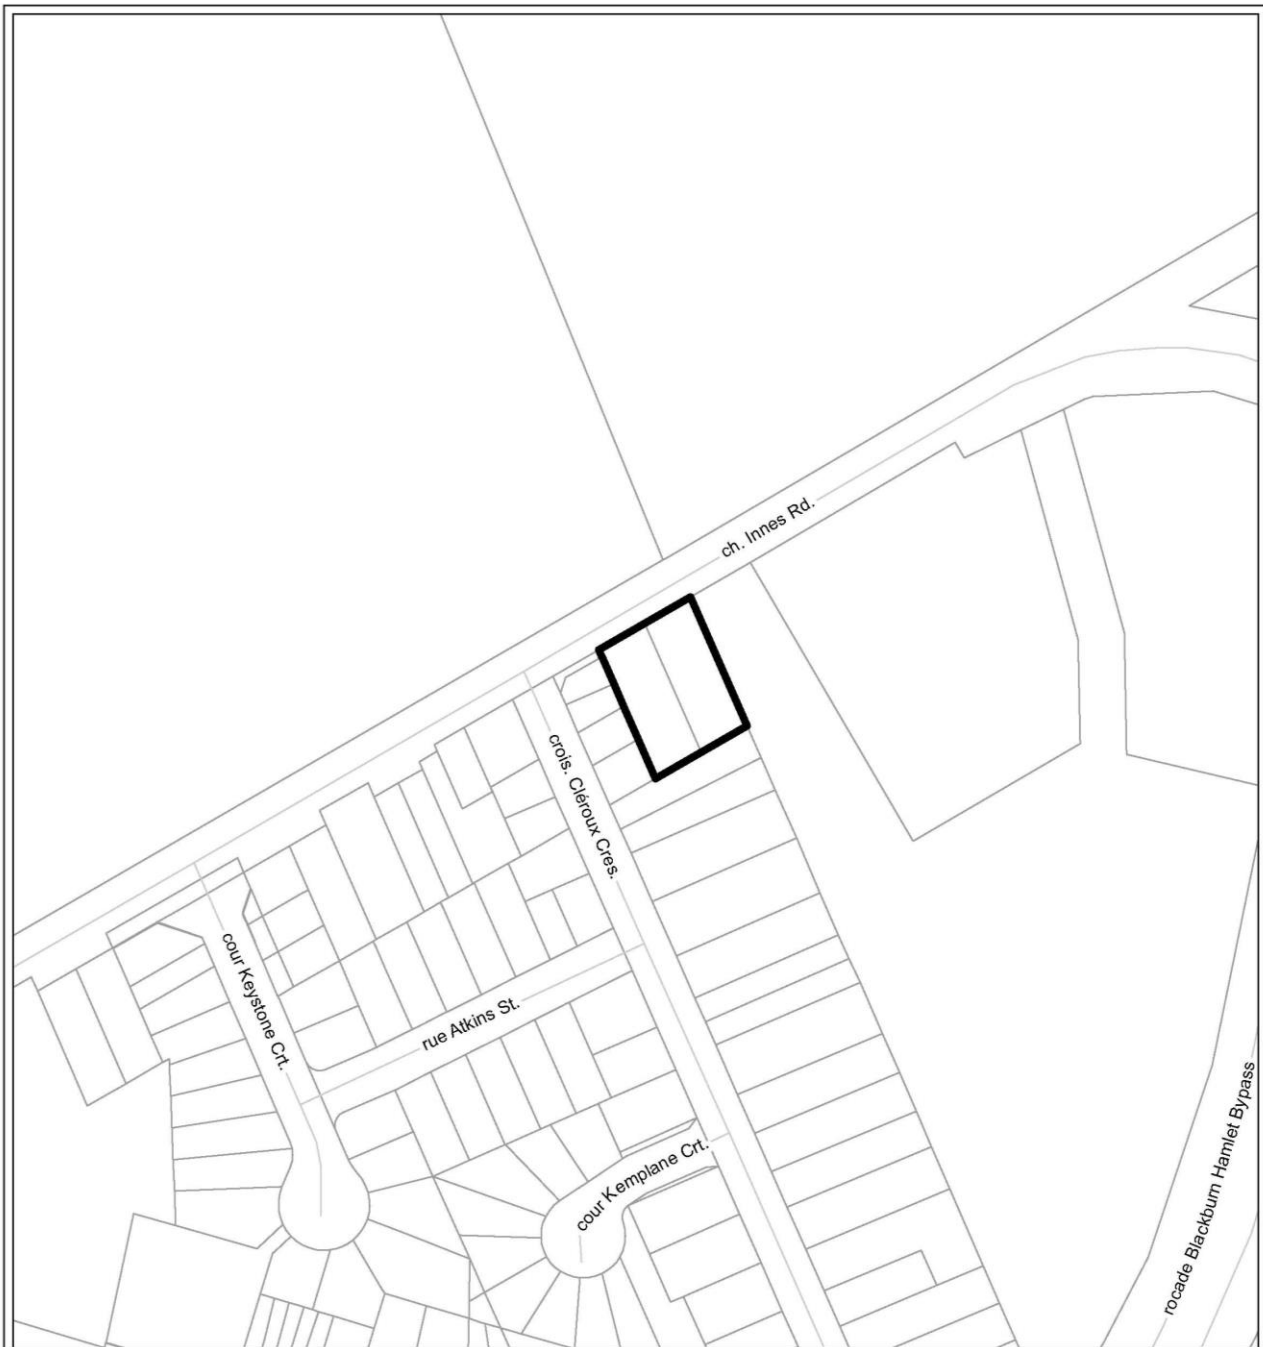 ch. Innes Rd.
crois. Cléroux Cres.
cour Keystone Crt.
rue Atkins St.
cour Kemplane Crt.
rocade Blackburn Hamlet Bypass